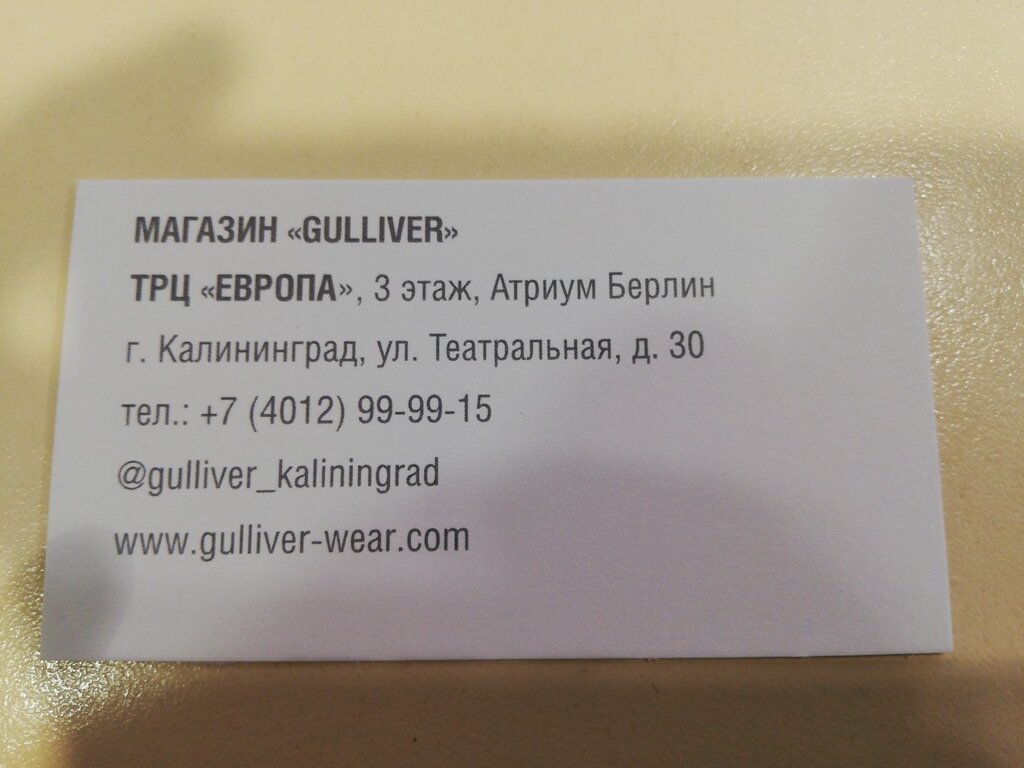 МАГАЗИН «GULLIVER»
ТРЦ «ЕВРОПА», 3 этаж, Атриум Берлин
г. Калининград, ул. Театральная, д. 30
тел.: +7 (4012) 99-99-15
@gulliver_kaliningrad
www.gulliver-wear.com